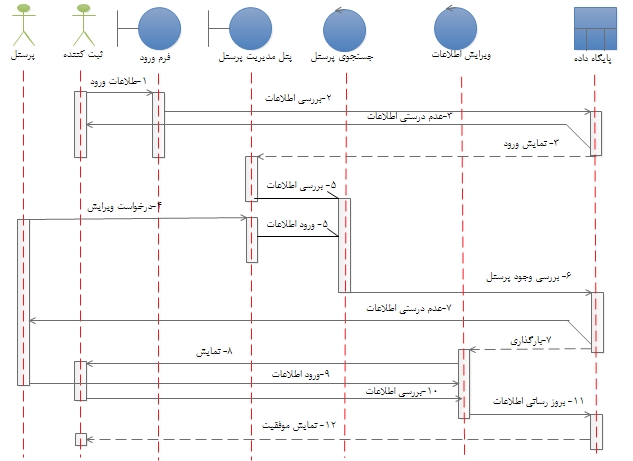 پرسنل
ثبت کننده
فرم ورود
پنل مدیریت پرسنل
جستجوی پرسنل
ویرایش اطلاعات
پایگاه داده
۱-طلاعات ورود
۲-بررسی اطلاعات
۳-عدم درستی اطلاعات
۳- نمایش ورود
۵- بررسی اطلاعات
۴-درخواست ویرایش
۵- ورود اطلاعات
۶- بررسی وجود پرسنل
۷-عدم درستی اطلاعات
۷-بارگذاری
۸- نمایش
۹-ورود اطلاعات
۱۰-بررسی اطلاعات
۱۱- بروز رسانی اطلاعات
۱۲- نمایش موفقیت